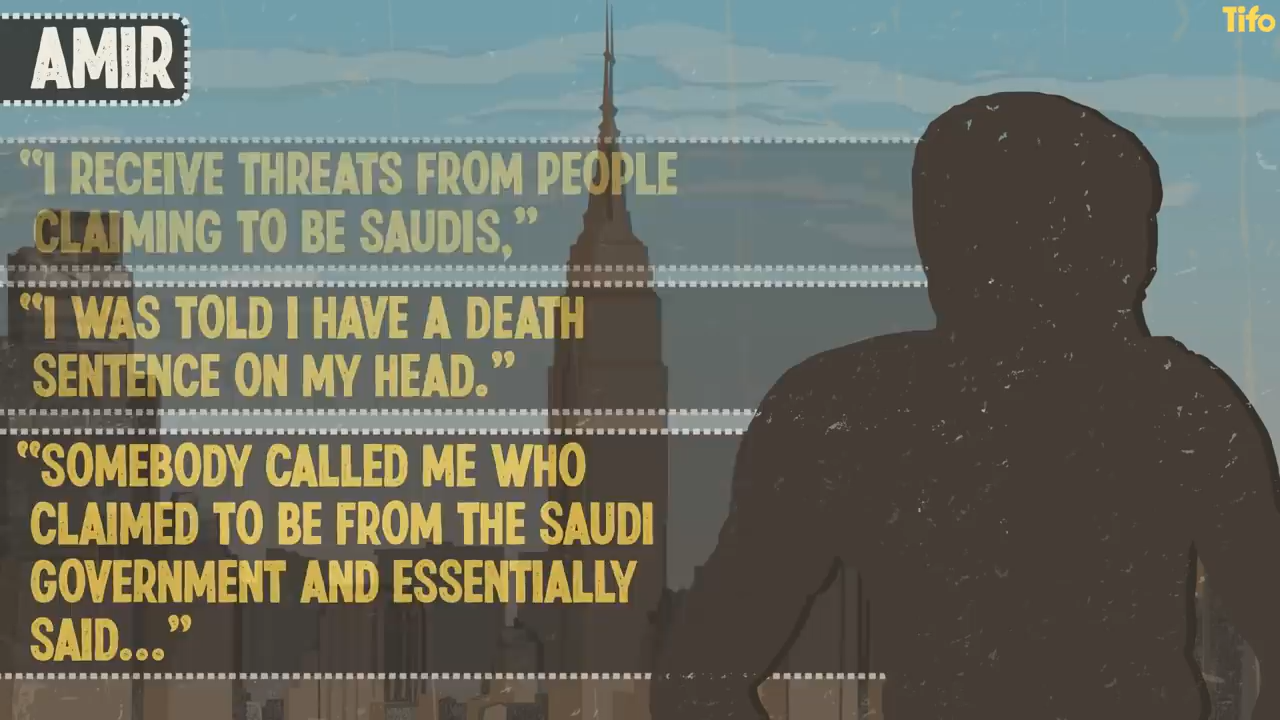 Tifo
AMIR
“I RECEIVE THREATS FROM PEOPLE
CLAIMING TO BE SAUDIS,”
“I WAS TOLD I HAVE A DEATH
SENTENCE ON MY HEAD.”
“SOMEBODY CALLED ME WHO
CLAIMED TO BE FROM THE SAUDI
GOVERNMENT AND ESSENTIALLY
SAID...”